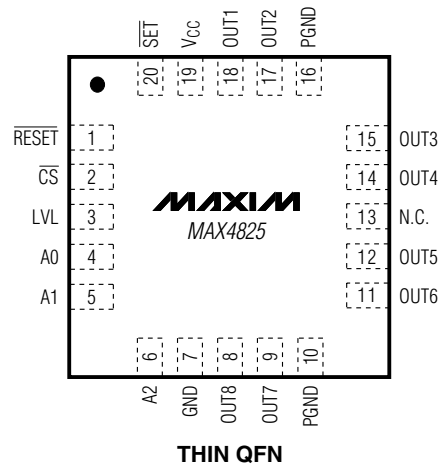 SET VCC OUT1 OUT2 PGND
20 19 18 17 16
RESET 1 15 OUT3
CS 2 14 OUT4
LVL 3 MAXIM 13 N.C.
MAX4825
A0 4 12 OUT5
A1 5 11 OUT6
6 7 8 9 10
A2 GND OUT8 OUT7 PGND
THIN QFN